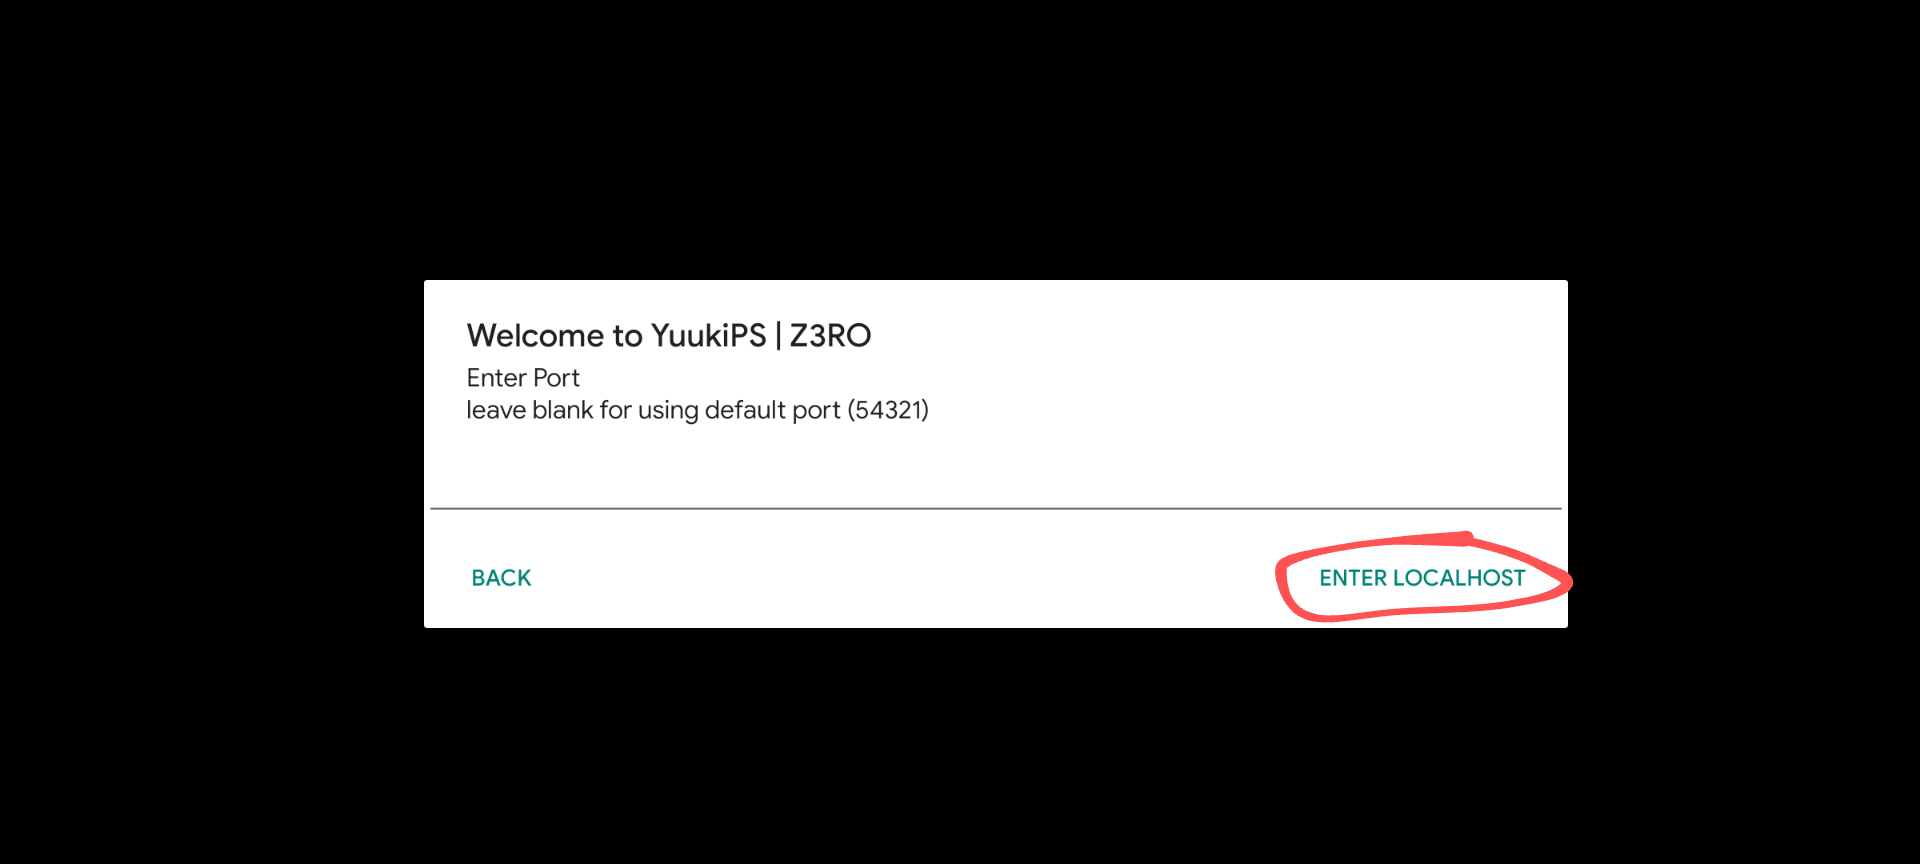 Welcome to YuukiPS | Z3RO
Enter Port
leave blank for using default port (54321)
BACK
ENTER LOCALHOST